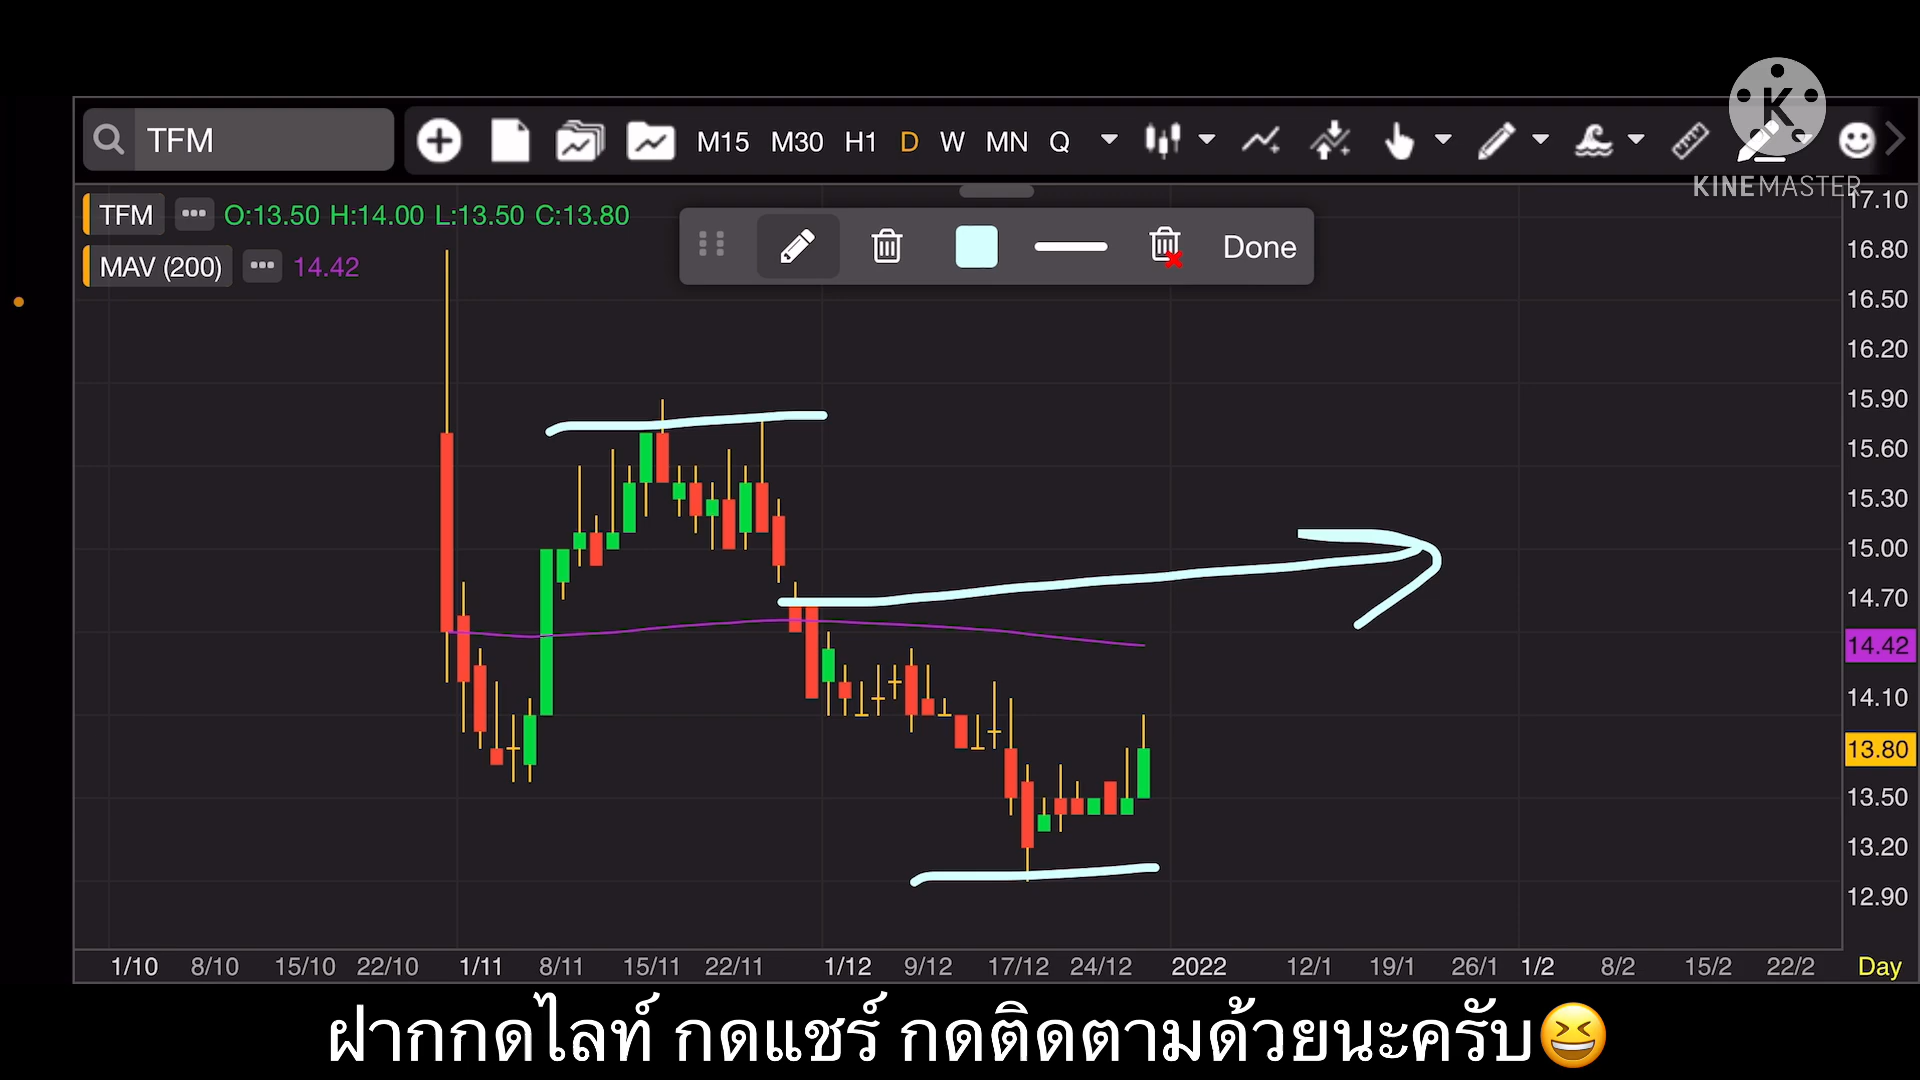 TFM M15 M30 H1 D W MN Q
KINEMASTER
TFM ••• O:13.50 H:14.00 L:13.50 C:13.80
MAV (200) ••• 14.42
Done
17.10
16.80
16.50
16.20
15.90
15.60
15.30
15.00
14.70
14.42
14.10
13.80
13.50
13.20
12.90
1/10 8/10 15/10 22/10 1/11 8/11 15/11 22/11 1/12 9/12 17/12 24/12 2022 12/1 19/1 26/1 1/2 8/2 15/2 22/2 Day
ฝากกดไลท์ กดแชร์ กดติดตามด้วยนะครับ😆